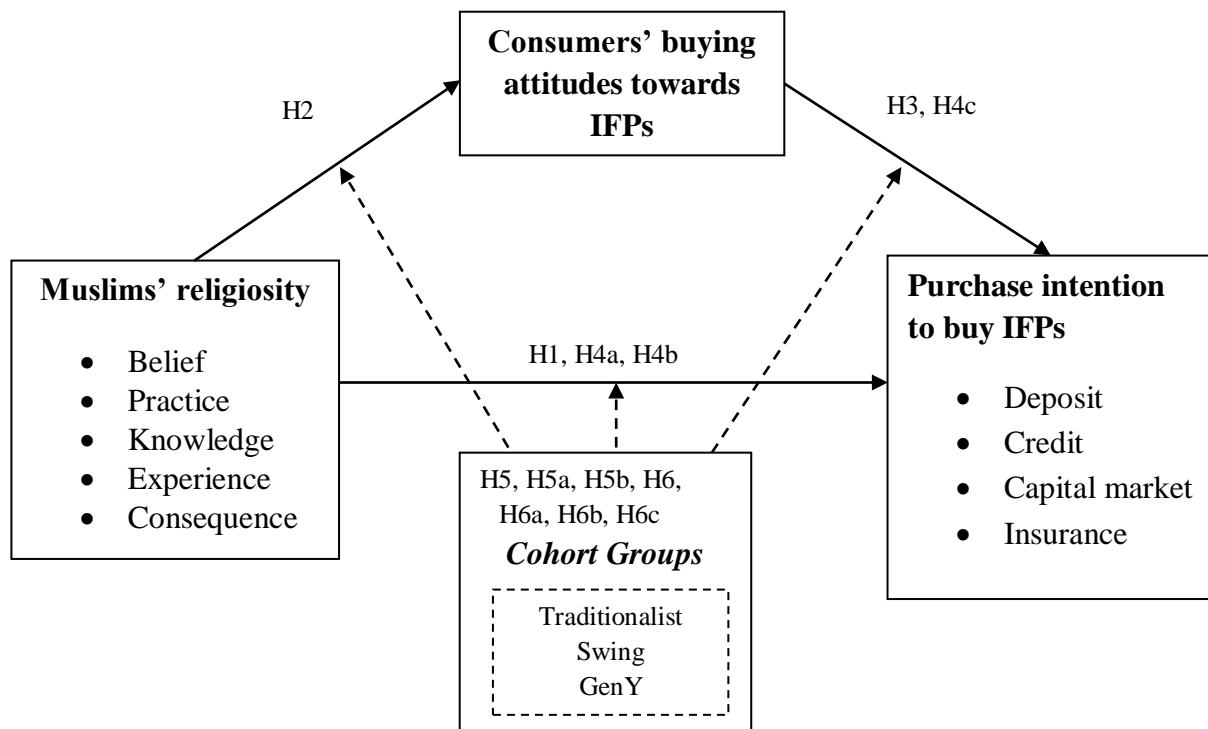 Consumers’ buying
attitudes towards
IFPs
H2
H3, H4c
Muslims’ religiosity
• Belief
• Practice
• Knowledge
• Experience
• Consequence
H1, H4a, H4b
Purchase intention
to buy IFPs
• Deposit
• Credit
• Capital market
• Insurance
H5, H5a, H5b, H6,
H6a, H6b, H6c
Cohort Groups
Traditionalist
Swing
GenY